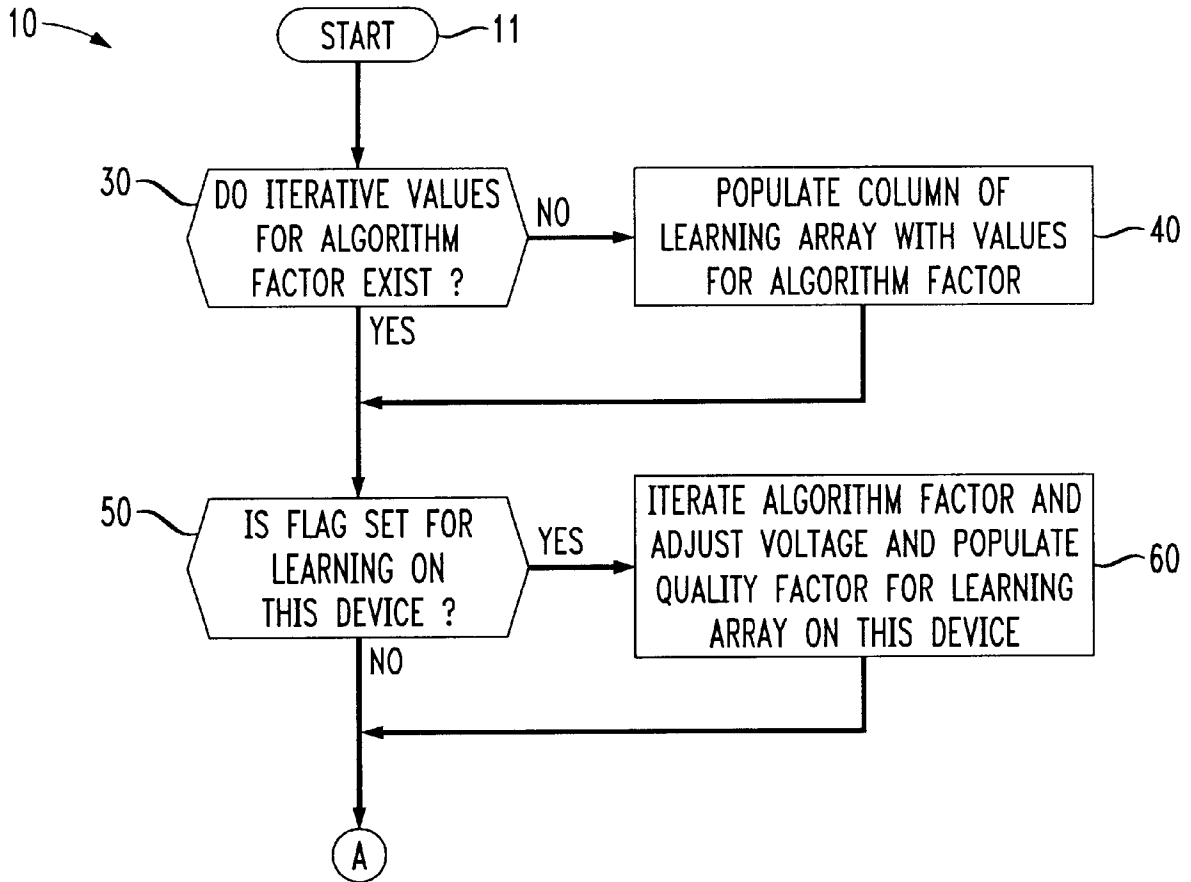 10
START
11
30
DO ITERATIVE VALUES
FOR ALGORITHM
FACTOR EXIST ?
NO
POPULATE COLUMN OF
LEARNING ARRAY WITH VALUES
FOR ALGORITHM FACTOR
40
YES
50
IS FLAG SET FOR
LEARNING ON
THIS DEVICE ?
YES
ITERATE ALGORITHM FACTOR AND
ADJUST VOLTAGE AND POPULATE
QUALITY FACTOR FOR LEARNING
ARRAY ON THIS DEVICE
60
NO
A